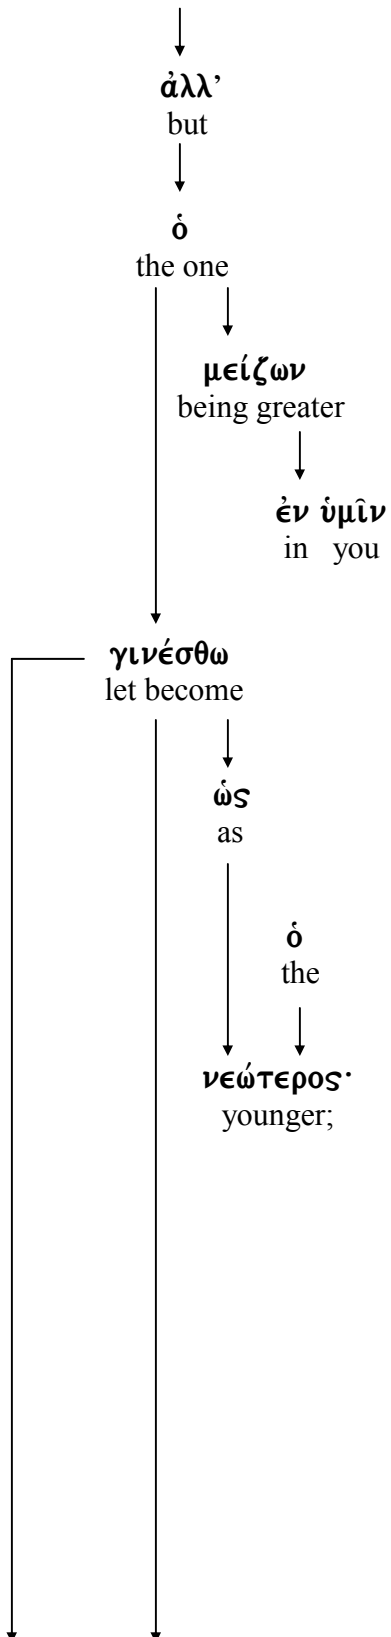 ἀλλ’
but
ὁ
the one
μείζων
being greater
ἐν ὑμῖν
in you
γινέσθω
let become
ὡς
as
ὁ
the
νεώτερος·
younger;